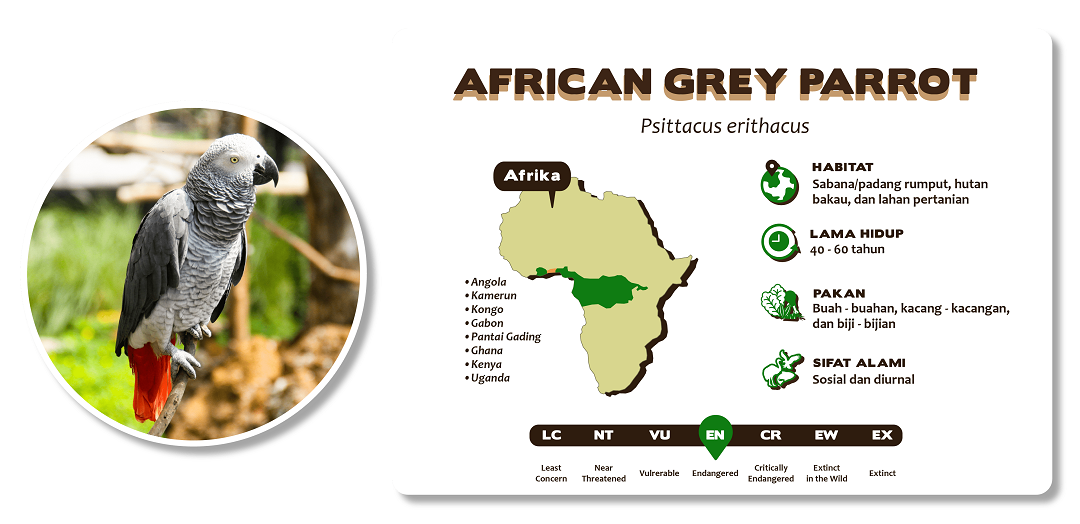 AFRICAN GREY PARROT
Psittacus erithacus
Afrika
• Angola
• Kamerun
• Kongo
• Gabon
• Pantai Gading
• Ghana
• Kenya
• Uganda
HABITAT
Sabana/padang rumput, hutan
bakau, dan lahan pertanian
LAMA HIDUP
40 - 60 tahun
PAKAN
Buah - buahan, kacang - kacangan,
dan biji - bijian
SIFAT ALAMI
Sosial dan diurnal
LC NT VU EN CR EW EX
Least Concern
Near Threatened
Vulrerable
Endangered
Critically Endangered
Extinct in the Wild
Extinct